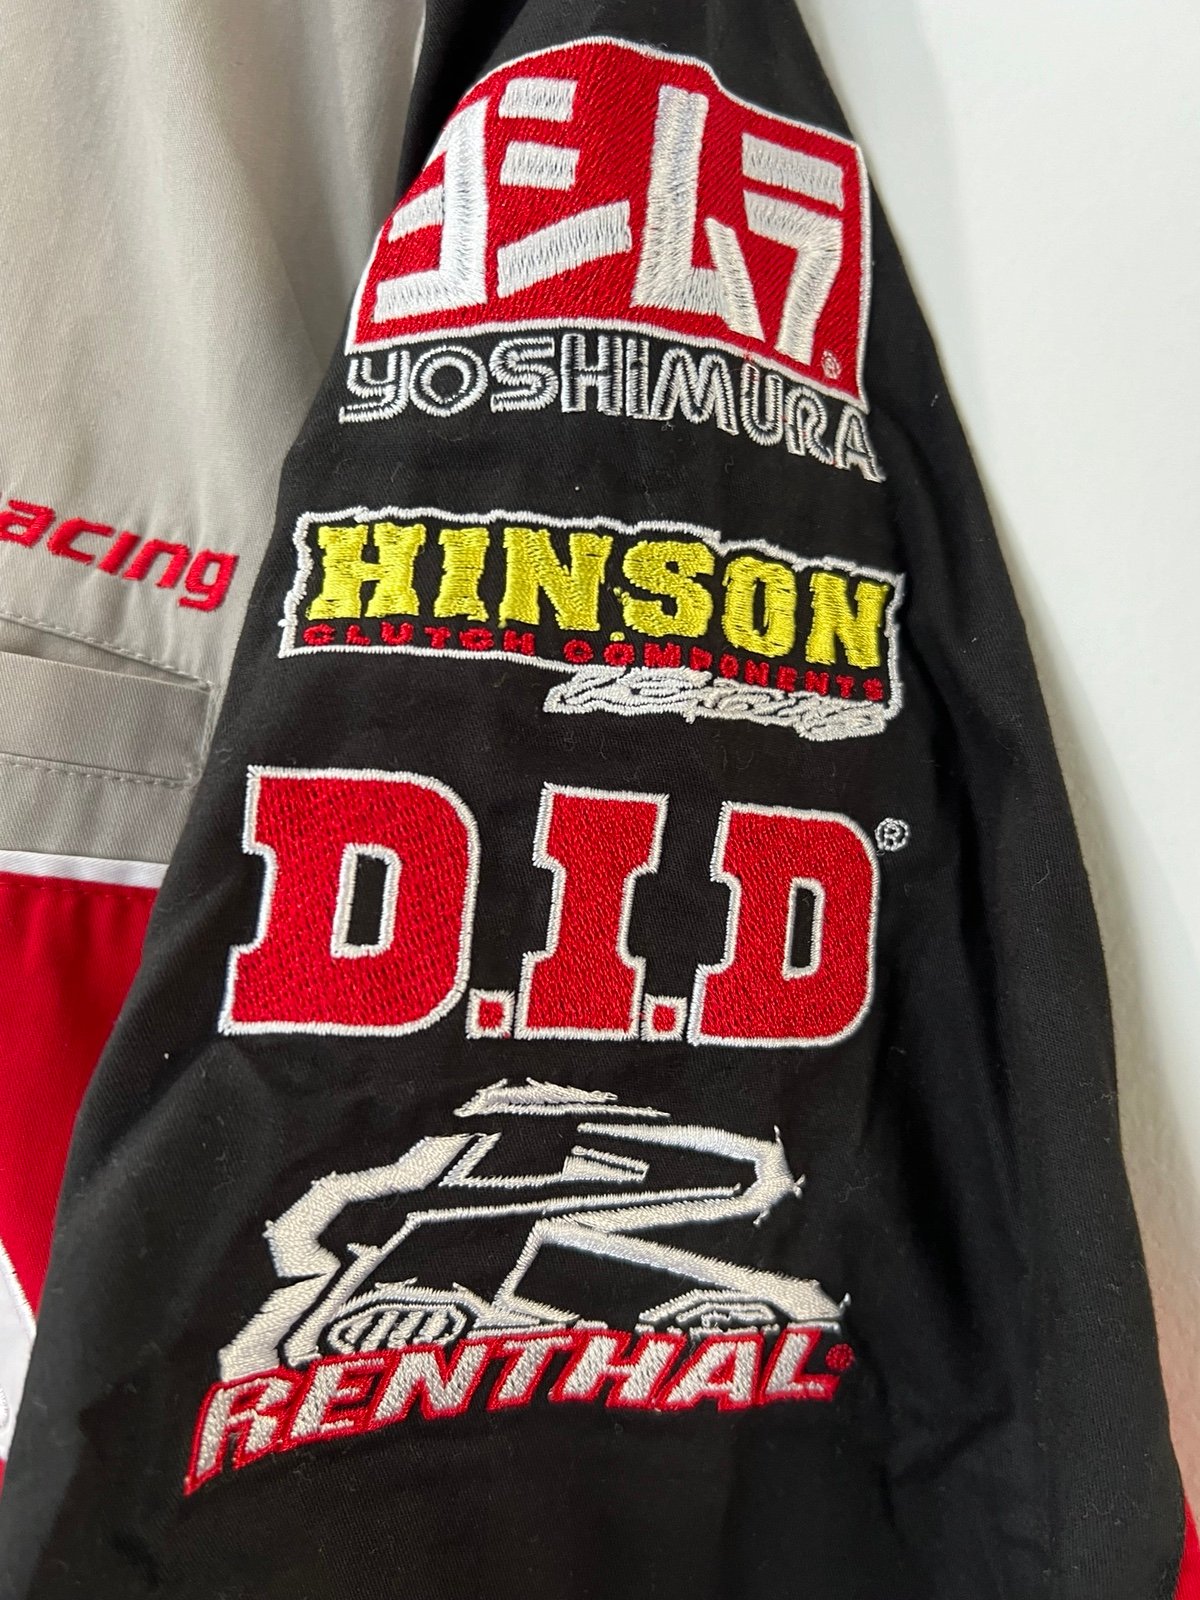 ヨシムラ
®
YOSHIMURA
acing
HINSON
CLUTCH COMPONENTS
D.I.D®
RENTHAL